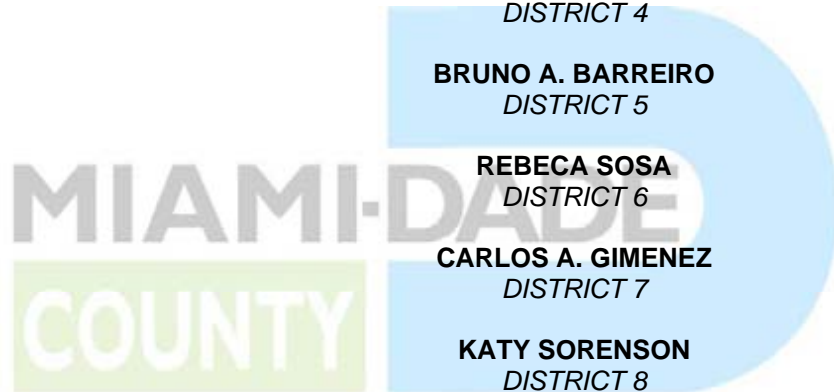 DISTRICT 4
BRUNO A. BARREIRO
DISTRICT 5
REBECA SOSA
DISTRICT 6
CARLOS A. GIMENEZ
DISTRICT 7
KATY SORENSON
DISTRICT 8
MIAMI-DADE
COUNTY